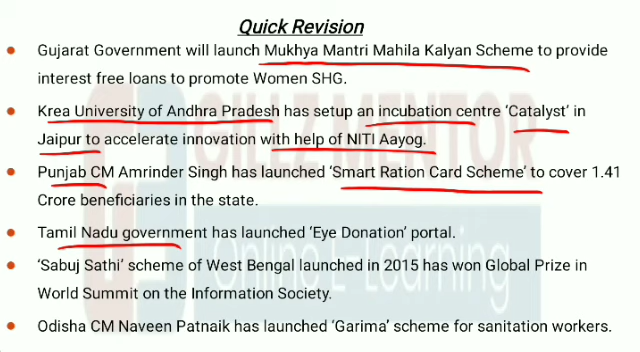 Quick Revision
• Gujarat Government will launch Mukhya Mantri Mahila Kalyan Scheme to provide
interest free loans to promote Women SHG.
• Krea University of Andhra Pradesh has setup an incubation centre ‘Catalyst’ in
Jaipur to accelerate innovation with help of NITI Aayog.
• Punjab CM Amrinder Singh has launched ‘Smart Ration Card Scheme’ to cover 1.41
Crore beneficiaries in the state.
• Tamil Nadu government has launched ‘Eye Donation’ portal.
• ‘Sabuj Sathi’ scheme of West Bengal launched in 2015 has won Global Prize in
World Summit on the Information Society.
• Odisha CM Naveen Patnaik has launched ‘Garima’ scheme for sanitation workers.
GILLZ MENTOR
Online E-Learning